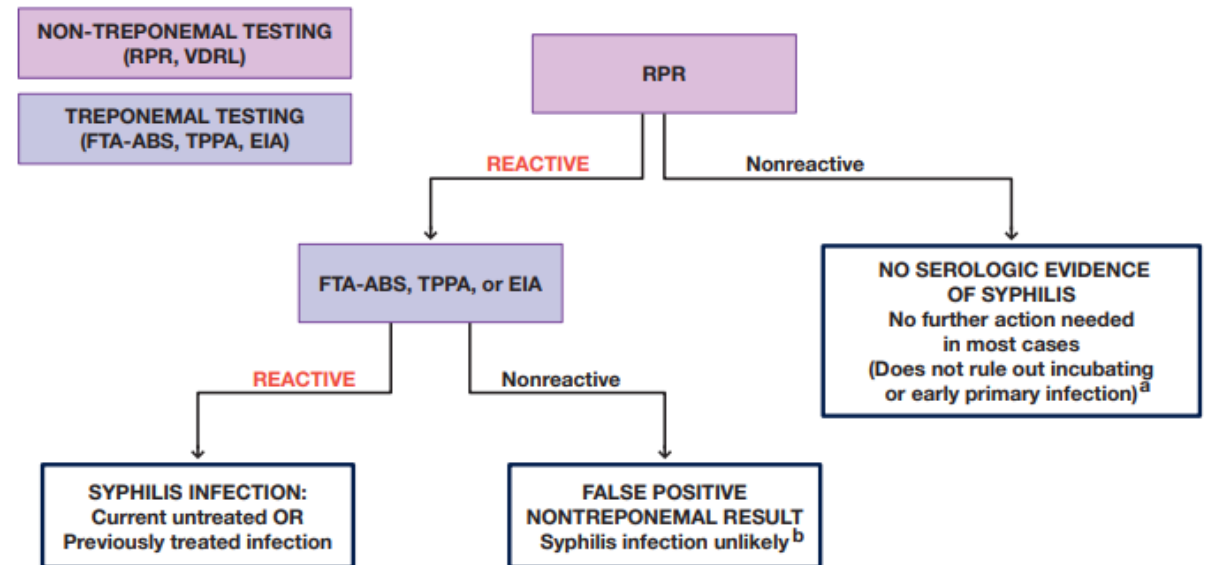 NON-TREPONEMAL TESTING
(RPR, VDRL)
TREPONEMAL TESTING
(FTA-ABS, TPPA, EIA)
RPR
REACTIVE
Nonreactive
FTA-ABS, TPPA, or EIA
NO SEROLOGIC EVIDENCE
OF SYPHILIS
No further action needed
in most cases
(Does not rule out incubating
or early primary infection)a
REACTIVE
Nonreactive
SYPHILIS INFECTION:
Current untreated OR
Previously treated infection
FALSE POSITIVE
NONTREPONEMAL RESULT
Syphilis infection unlikely b